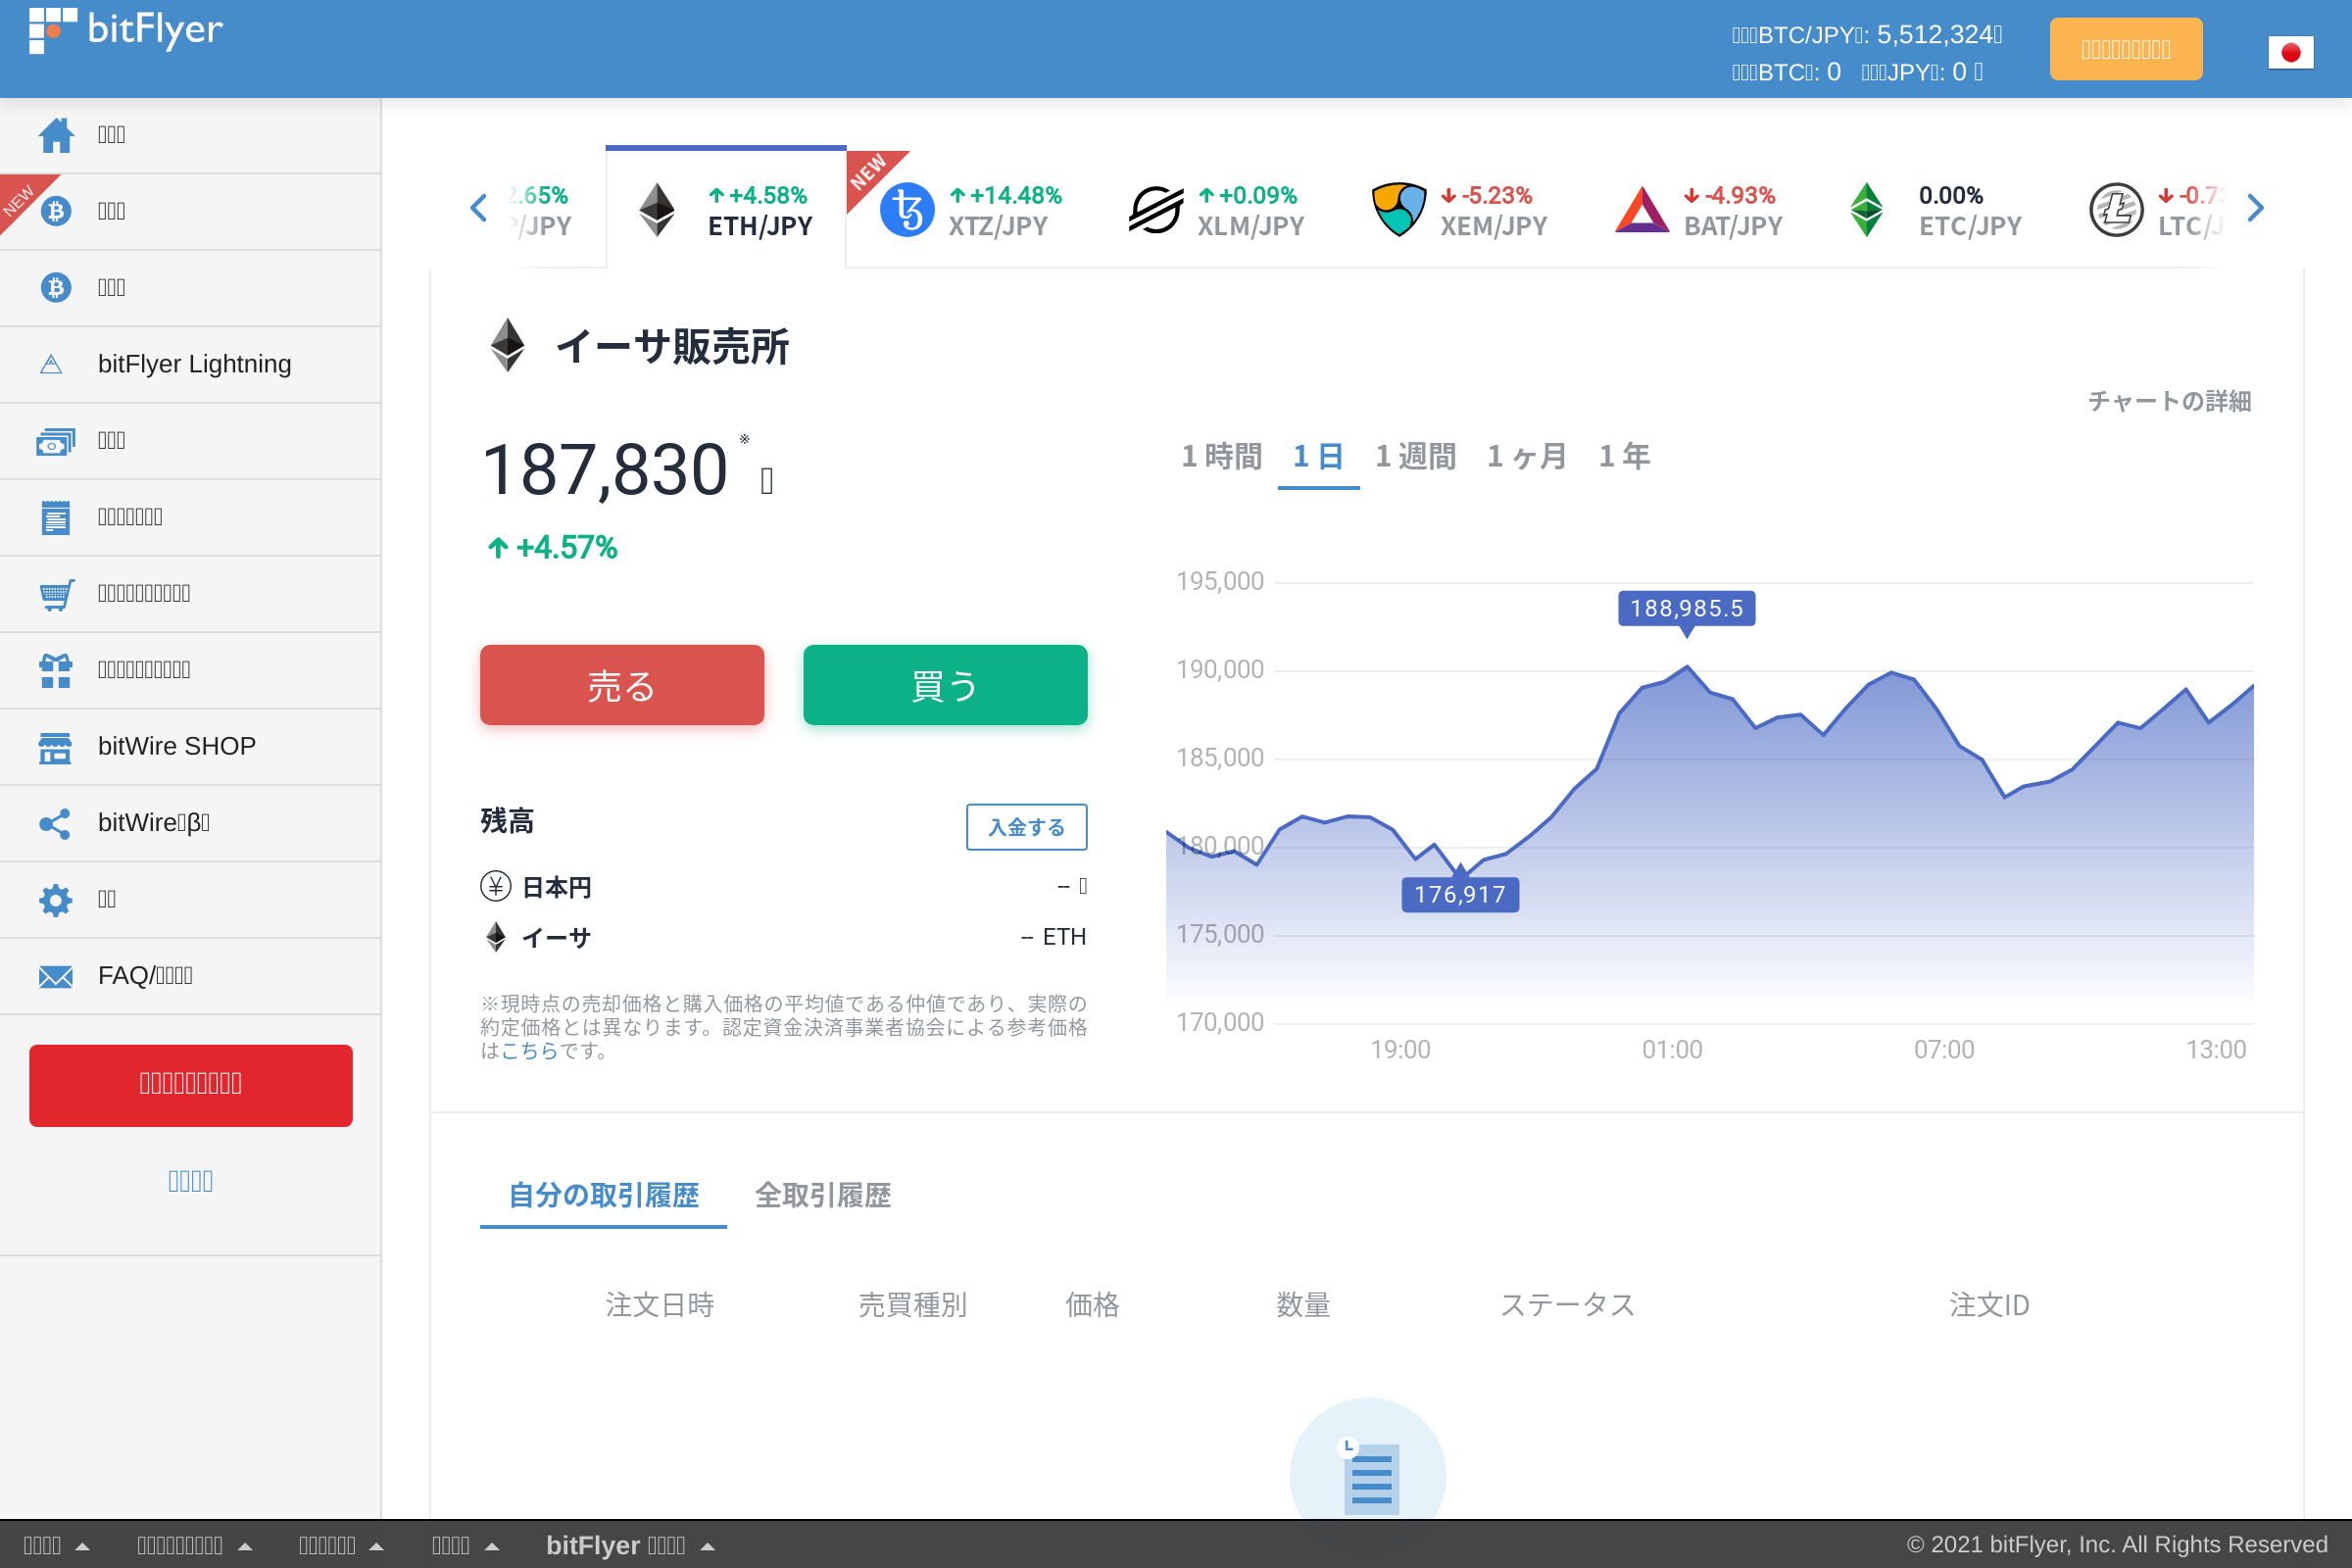 bitFlyer
BTC/JPY: 5,512,324
BTC: 0 JPY: 0
NEW
bitFlyer Lightning
bitWire SHOP
bitWire β
FAQ/
2.65%
P/JPY
+4.58%
ETH/JPY
NEW
+14.48%
XTZ/JPY
+0.09%
XLM/JPY
-5.23%
XEM/JPY
-4.93%
BAT/JPY
0.00%
ETC/JPY
-0.73
LTC/J
イーサ販売所
チャートの詳細
187,830 ※
+4.57%
1 時間 1 日 1 週間 1 ヶ月 1 年
売る 買う
残高 入金する
日本円 --
イーサ -- ETH
※現時点の売却価格と購入価格の平均値である仲値であり、実際の
約定価格とは異なります。認定資金決済事業者協会による参考価格
はこちらです。
195,000
188,985.5
190,000
185,000
180,000
176,917
175,000
170,000
19:00 01:00 07:00 13:00
自分の取引履歴 全取引履歴
注文日時 売買種別 価格 数量 ステータス 注文ID
bitFlyer
© 2021 bitFlyer, Inc. All Rights Reserved